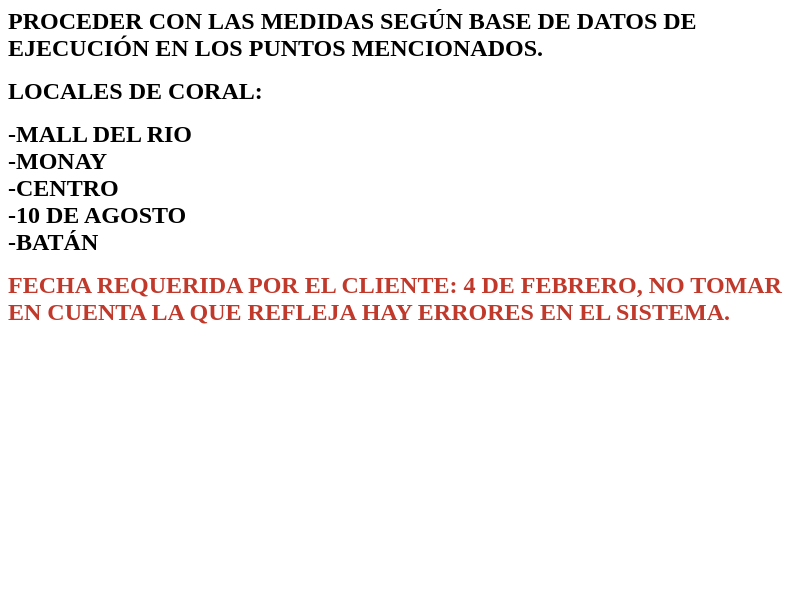 PROCEDER CON LAS MEDIDAS SEGÚN BASE DE DATOS DE
EJECUCIÓN EN LOS PUNTOS MENCIONADOS.
LOCALES DE CORAL:
-MALL DEL RIO
-MONAY
-CENTRO
-10 DE AGOSTO
-BATÁN
FECHA REQUERIDA POR EL CLIENTE: 4 DE FEBRERO, NO TOMAR
EN CUENTA LA QUE REFLEJA HAY ERRORES EN EL SISTEMA.